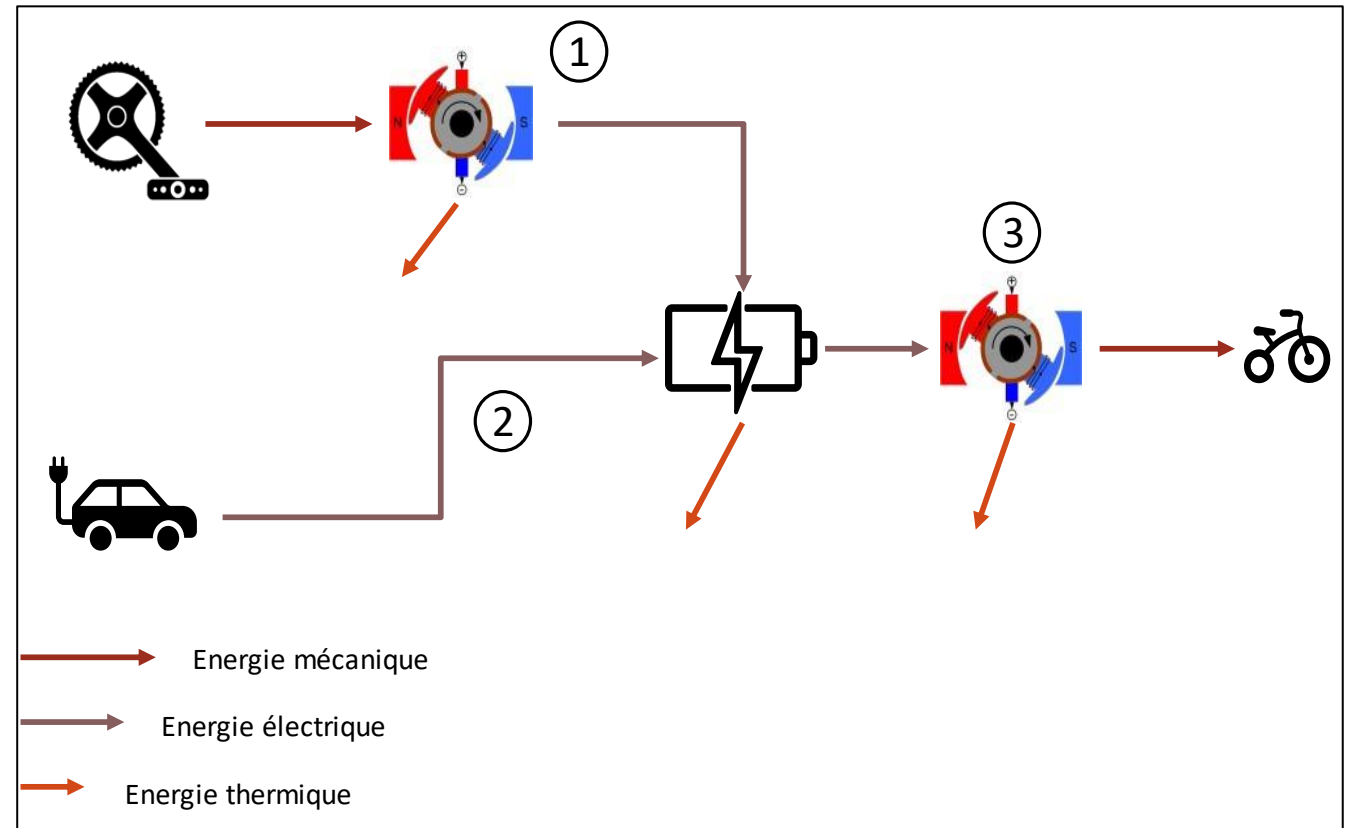 1
+
N
S
-
3
+
N
S
-
2
Energie mécanique
Energie électrique
Energie thermique